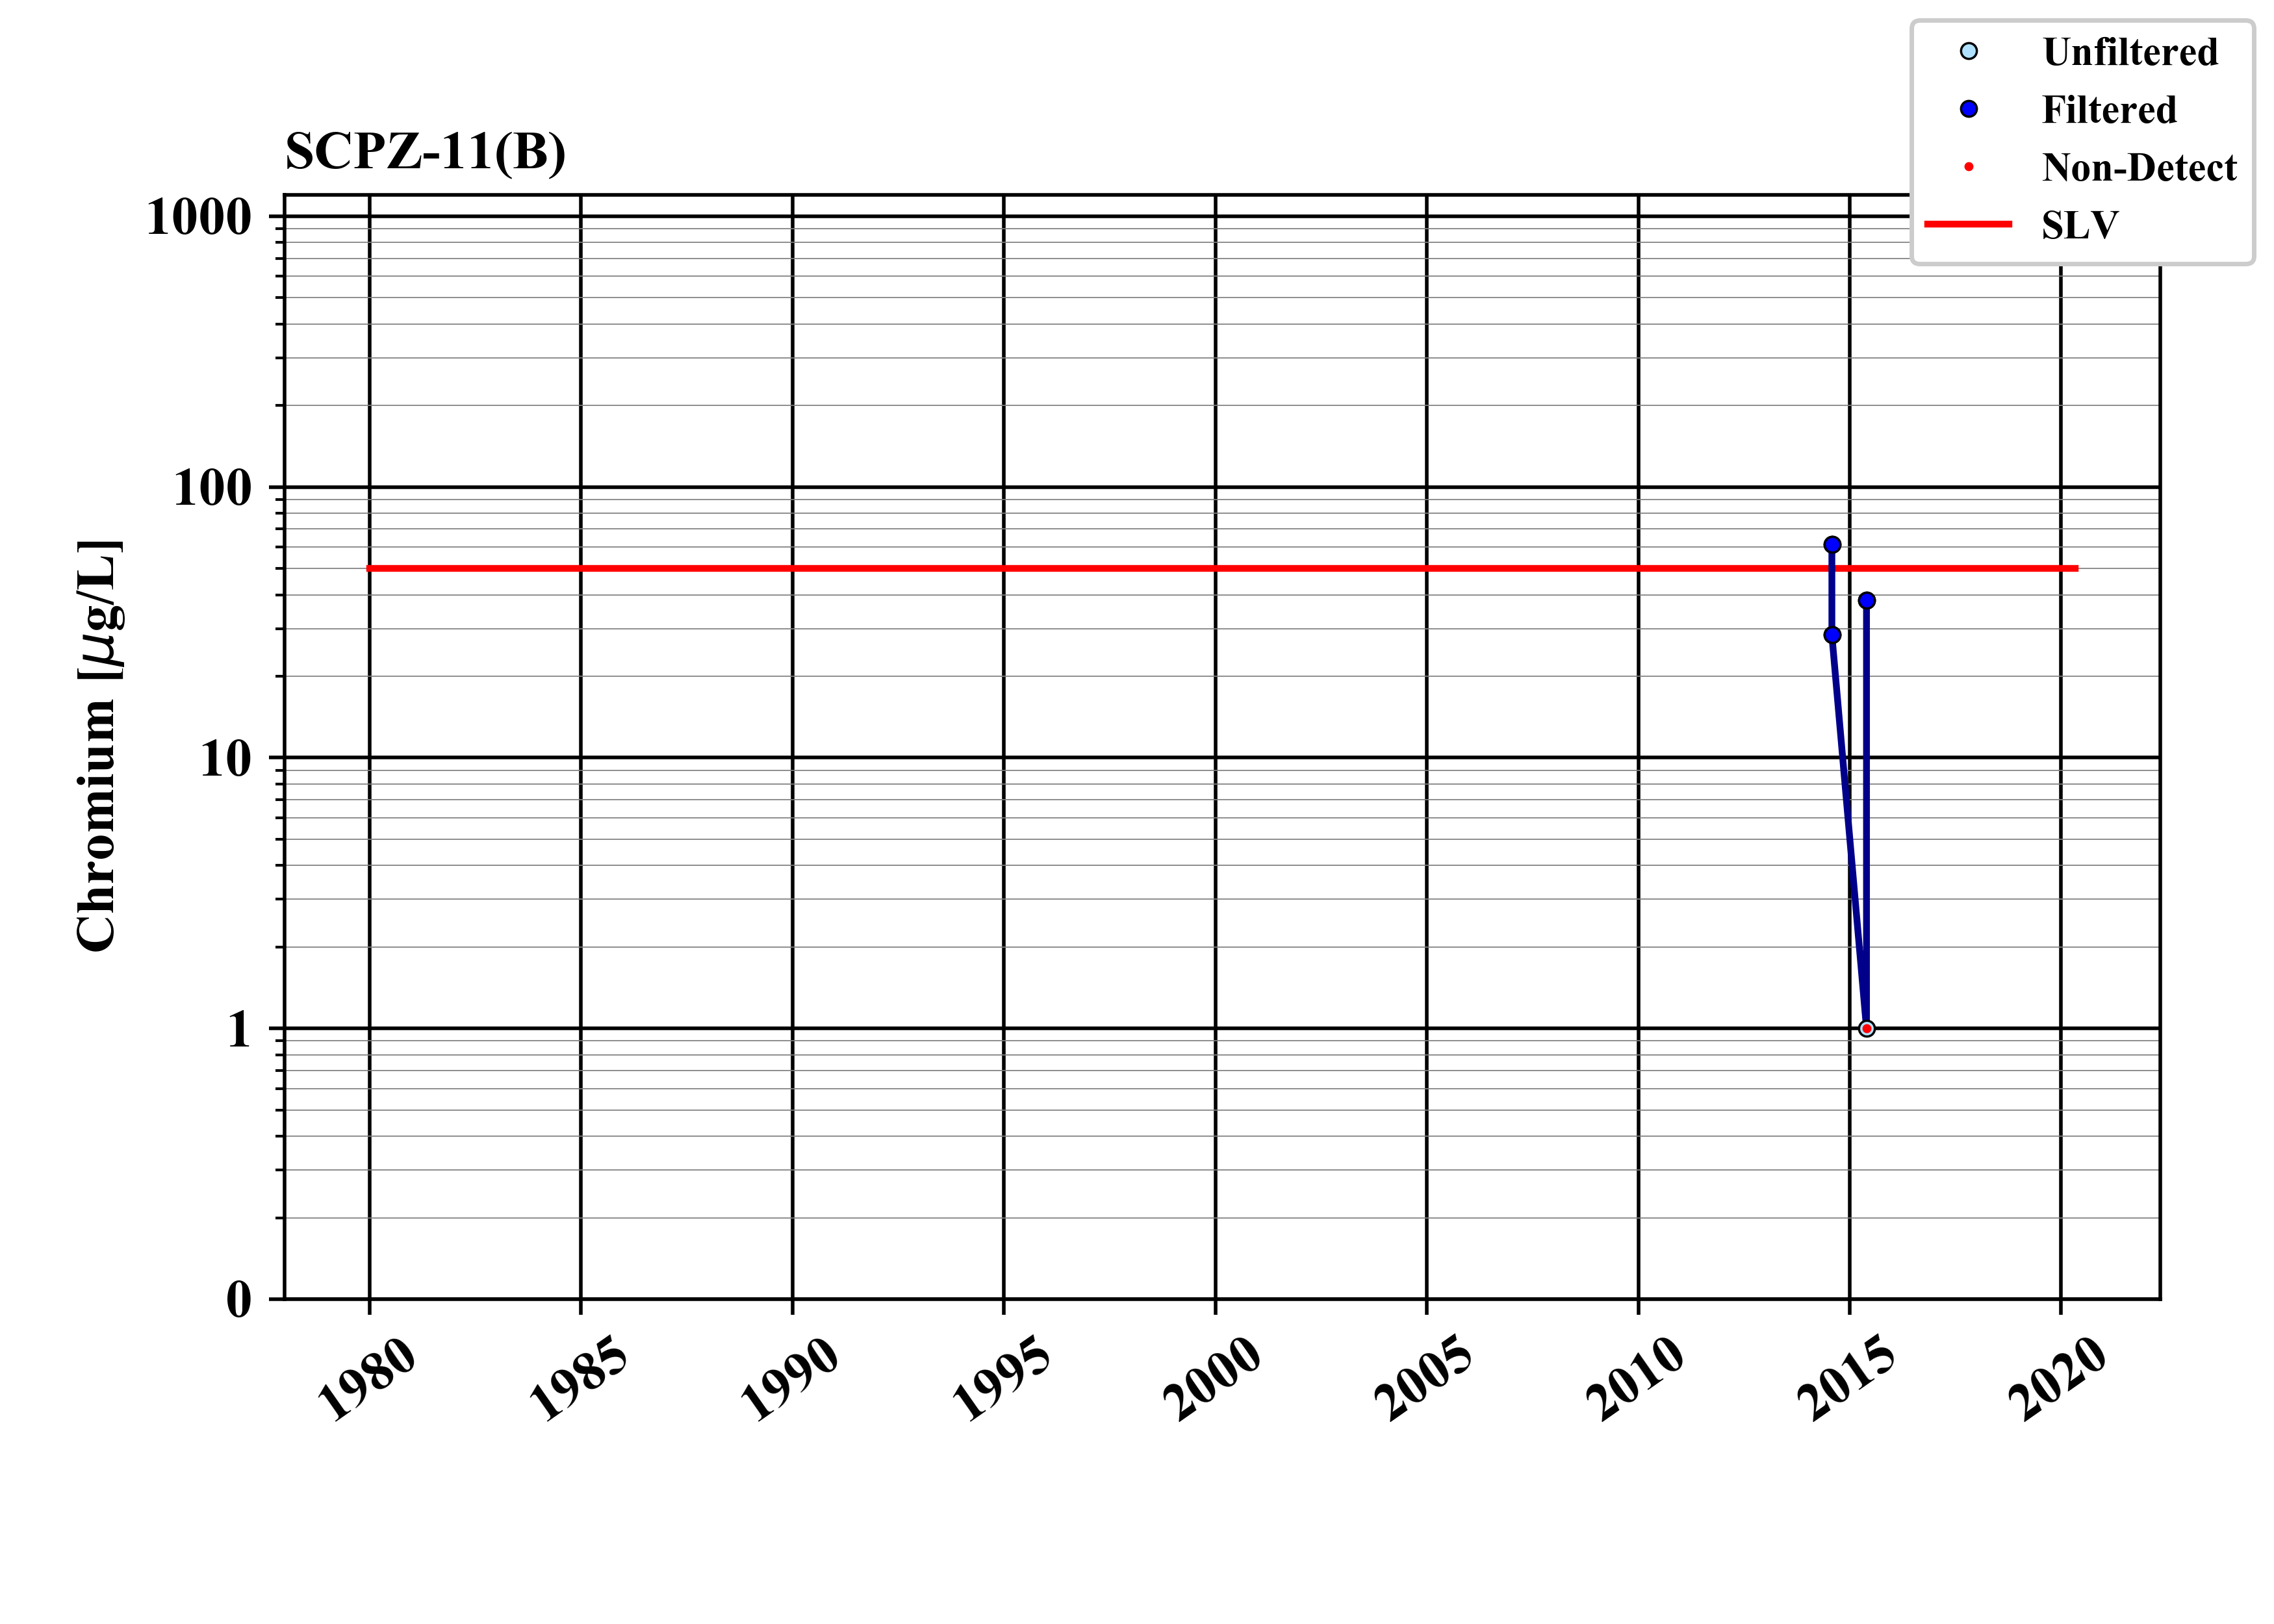 Unfiltered
Filtered
Non-Detect
SLV
SCPZ-11(B)
1000
100
10
1
0
Chromium [μg/L]
1980
1985
1990
1995
2000
2005
2010
2015
2020